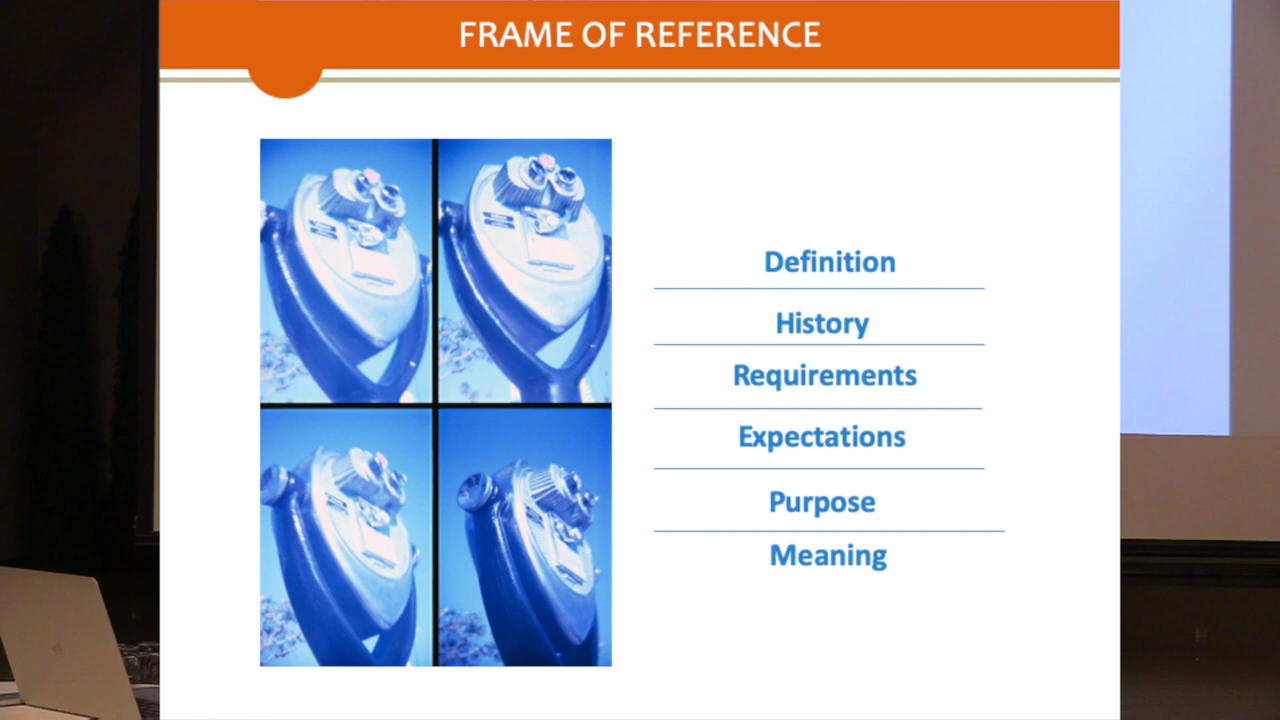 FRAME OF REFERENCE
Definition
History
Requirements
Expectations
Purpose
Meaning